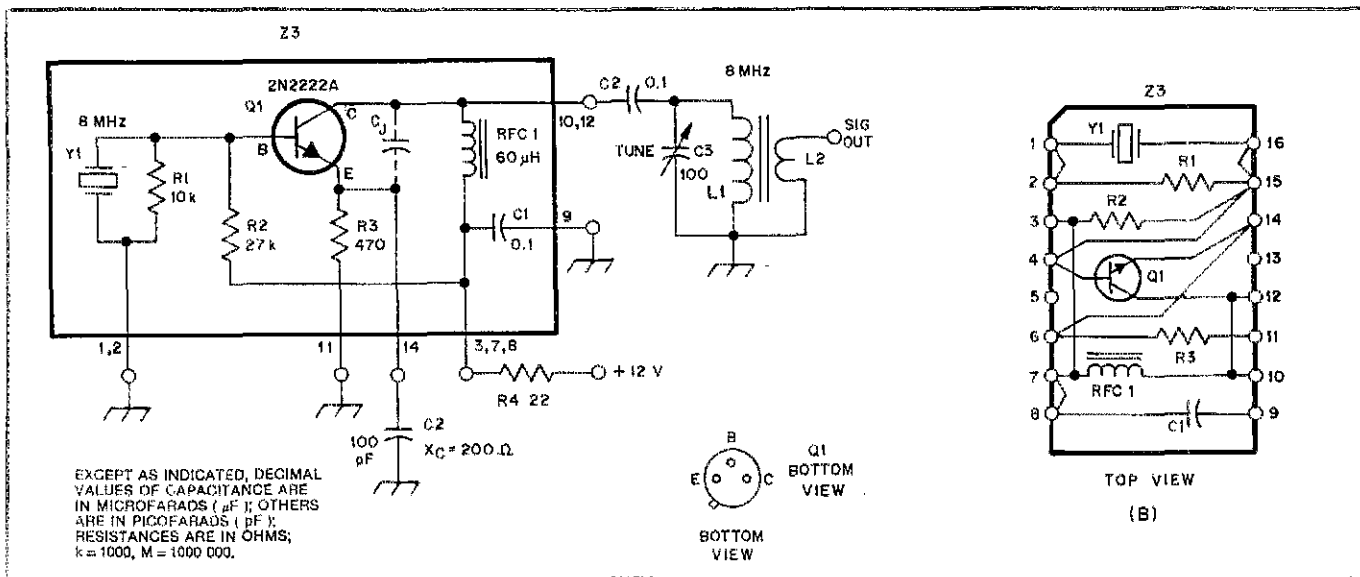 Z3
2N2222A
Q1
C
B
E
8 MHz
Y1
R1
10k
R2
27k
R3
470
CJ
RFC 1
60 µH
C1
0.1
9
10,12
C2
0.1
8 MHz
TUNE
C3
100
L1
L2
SIG
OUT
1,2
11
14
3,7,8
R4 22
+12 V
C2
100
pF
XC = 200 Ω
EXCEPT AS INDICATED, DECIMAL
VALUES OF CAPACITANCE ARE
IN MICROFARADS ( µF ); OTHERS
ARE IN PICOFARADS ( pF );
RESISTANCES ARE IN OHMS;
k = 1000, M = 1000 000.
B
E
C
Q1
BOTTOM
VIEW
BOTTOM
VIEW
Z3
1
Y1
16
2
R1
15
3
R2
14
4
Q1
13
5
12
6
R3
11
7
RFC 1
10
8
C1
9
TOP VIEW
(B)